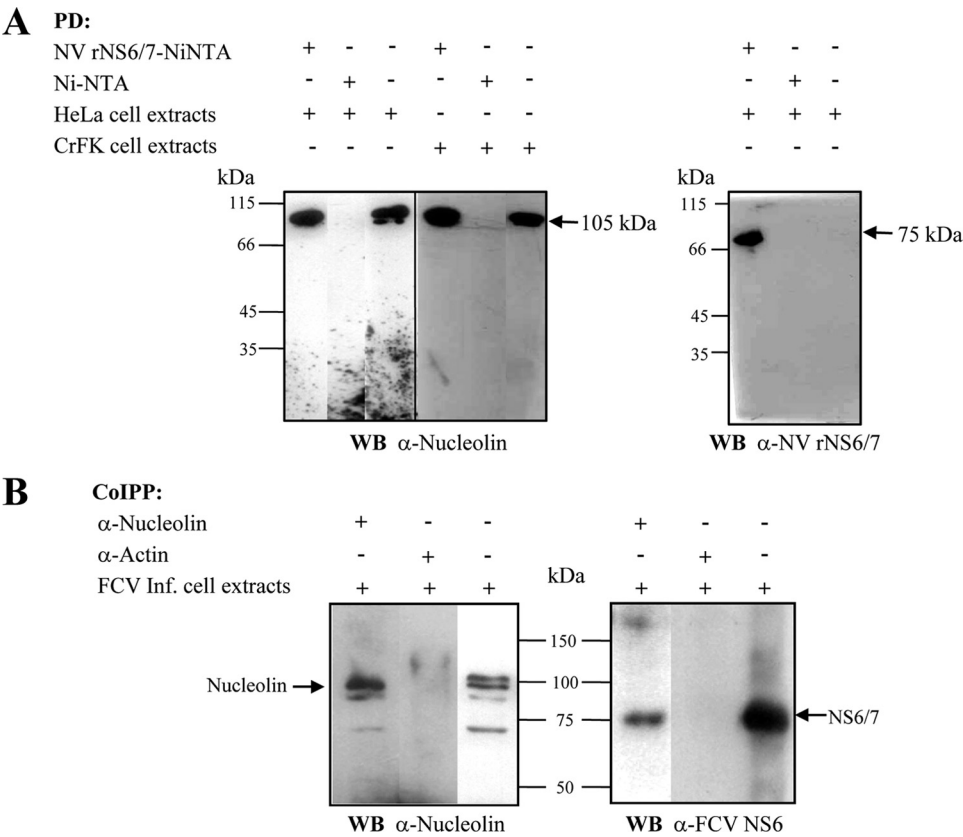 A PD:
NV rNS6/7-NiNTA + - - + - - + - -
Ni-NTA - + - - + - - + -
HeLa cell extracts + + + - - - + + +
CrFK cell extracts - - - + + + - - -
kDa kDa
115 115
105 kDa 75 kDa
66 66
45 45
35 35
WB α-Nucleolin WB α-NV rNS6/7
B CoIPP:
α-Nucleolin + - - + - -
α-Actin - + - - + -
kDa
FCV Inf. cell extracts + + + + + +
150
Nucleolin 100
75 NS6/7
50
WB α-Nucleolin WB α-FCV NS6